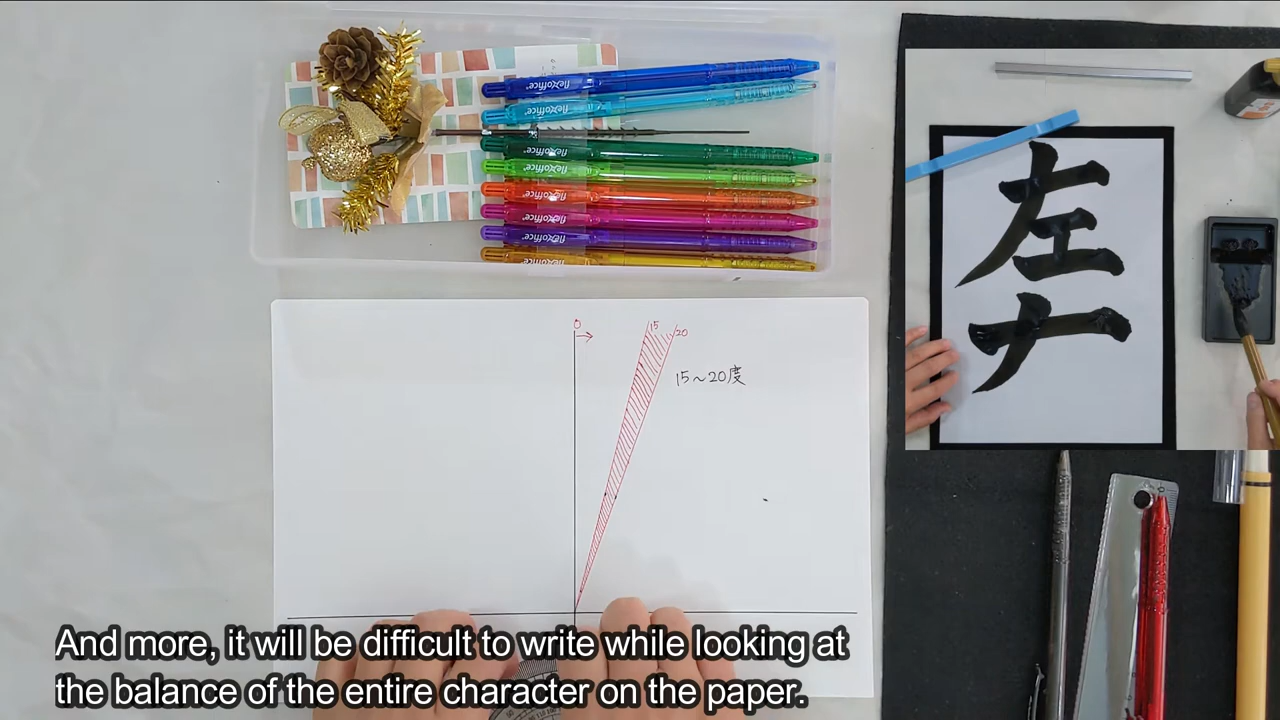 flexoffice
flexoffice
flexoffice
flexoffice
flexoffice
flexoffice
flexoffice
flexoffice
0
15
20
15~20度
左
And more, it will be difficult to write while looking at
the balance of the entire character on the paper.